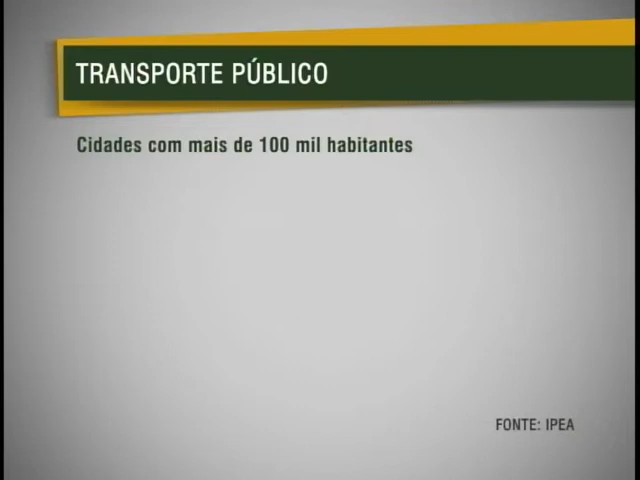 TRANSPORTE PÚBLICO
Cidades com mais de 100 mil habitantes
FONTE: IPEA